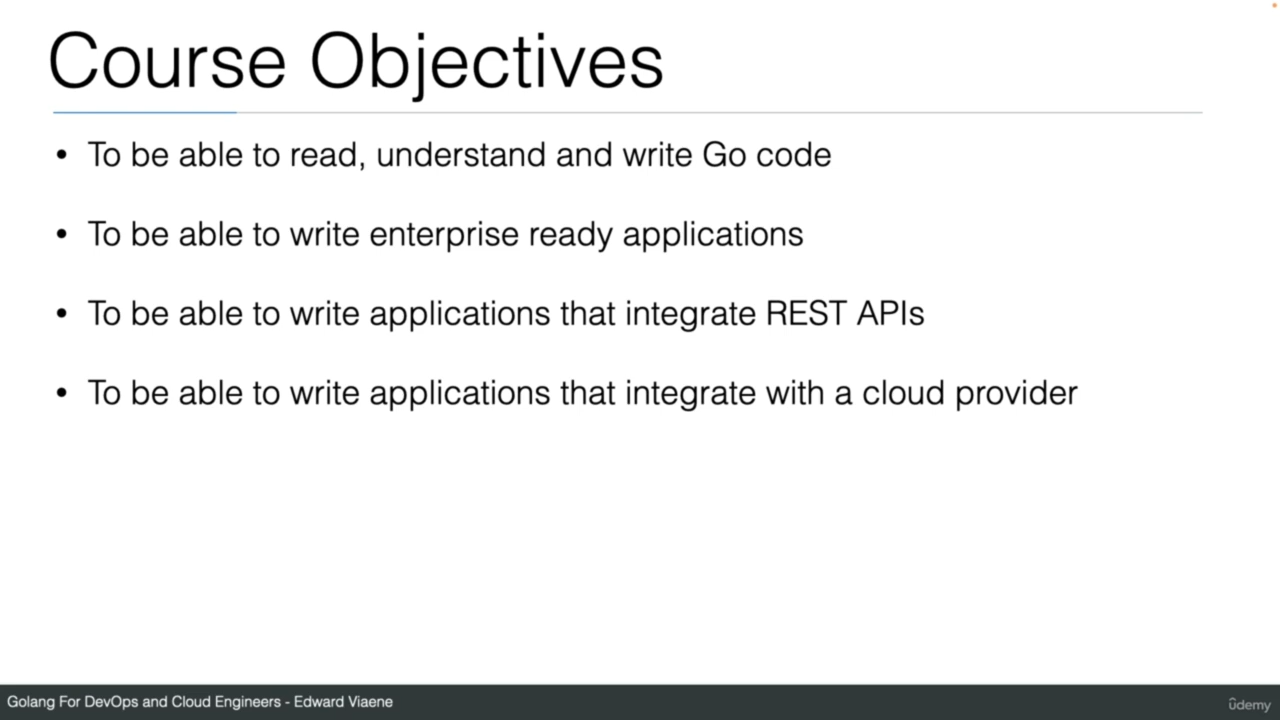 Course Objectives
• To be able to read, understand and write Go code
• To be able to write enterprise ready applications
• To be able to write applications that integrate REST APIs
• To be able to write applications that integrate with a cloud provider
Golang For DevOps and Cloud Engineers - Edward Viaene
ûdemy